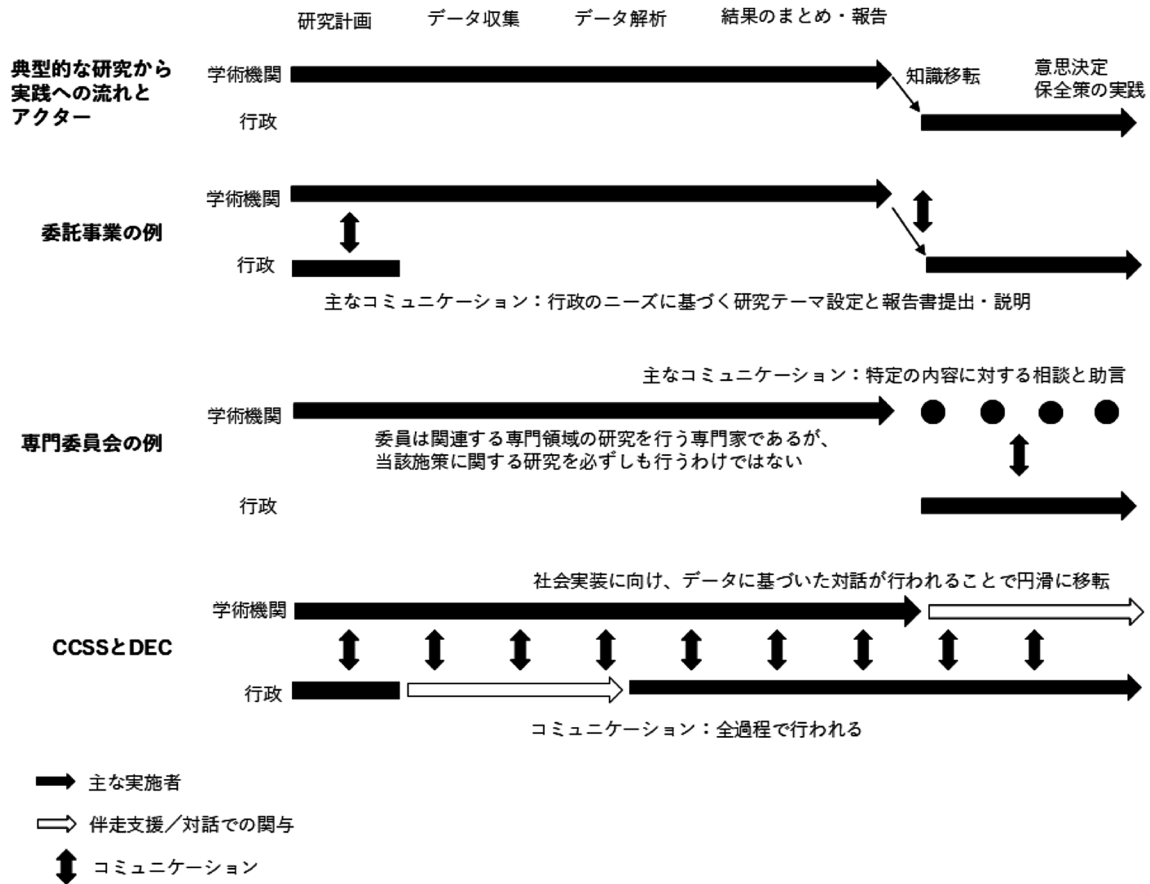 研究計画
データ収集
データ解析
結果のまとめ・報告
典型的な研究から
実践への流れと
アクター
学術機関
行政
知識移転
意思決定
保全策の実践
委託事業の例
学術機関
行政
主なコミュニケーション：行政のニーズに基づく研究テーマ設定と報告書提出・説明
専門委員会の例
主なコミュニケーション：特定の内容に対する相談と助言
学術機関
委員は関連する専門領域の研究を行う専門家であるが、
当該施策に関する研究を必ずしも行うわけではない
行政
CCSSとDEC
社会実装に向け、データに基づいた対話が行われることで円滑に移転
学術機関
行政
コミュニケーション：全過程で行われる
主な実施者
伴走支援／対話での関与
コミュニケーション